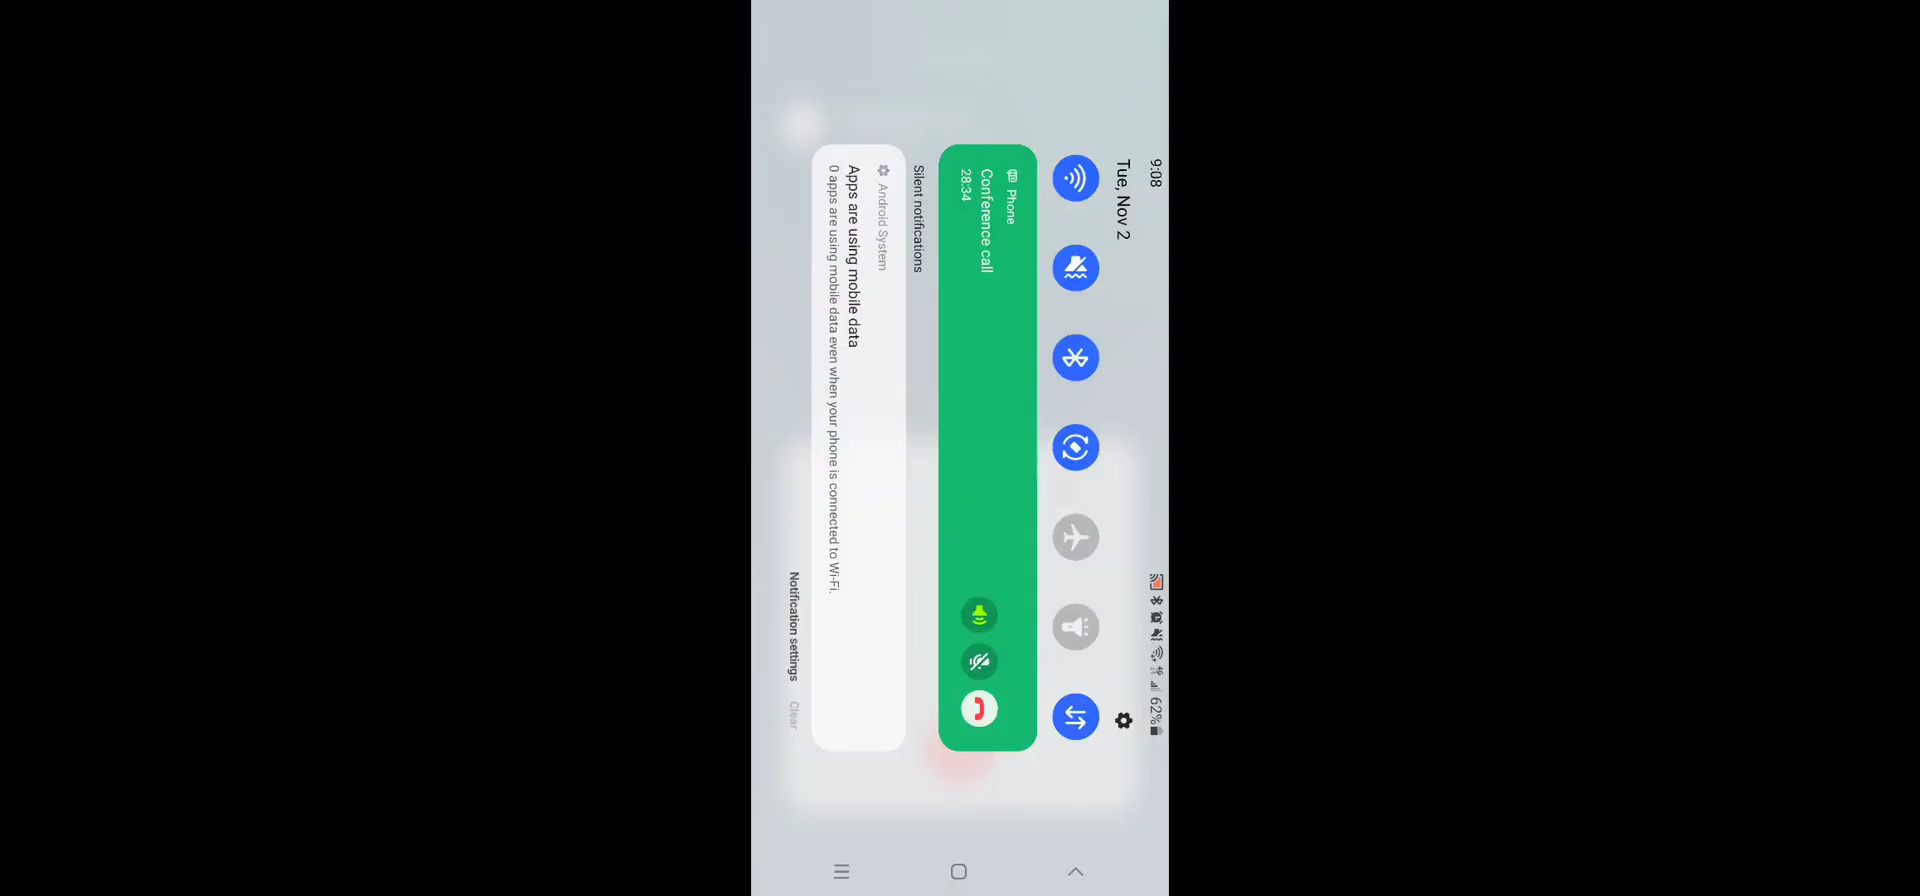 9:08
4G
62%
Tue, Nov 2
Phone
Conference call
28:34
Silent notifications
Android System
Apps are using mobile data
0 apps are using mobile data even when your phone is connected to Wi-Fi.
Notification settings
Clear